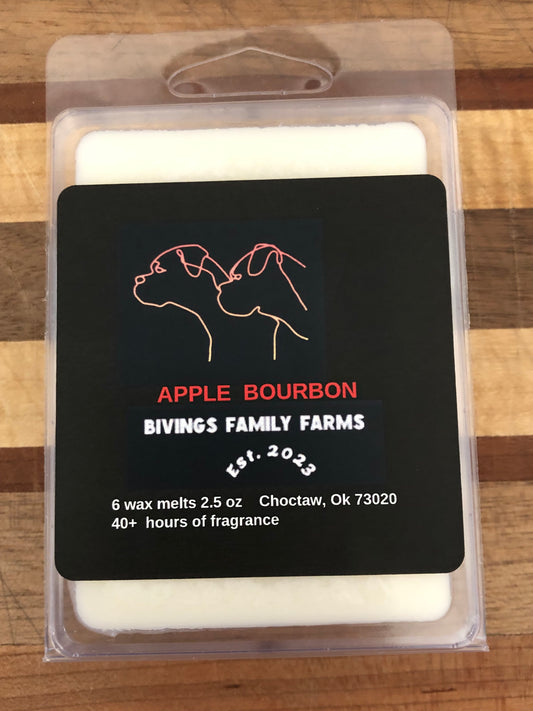 APPLE BOURBON
BIVINGS FAMILY FARMS
Est. 2023
6 wax melts 2.5 oz Choctaw, Ok 73020
40+ hours of fragrance